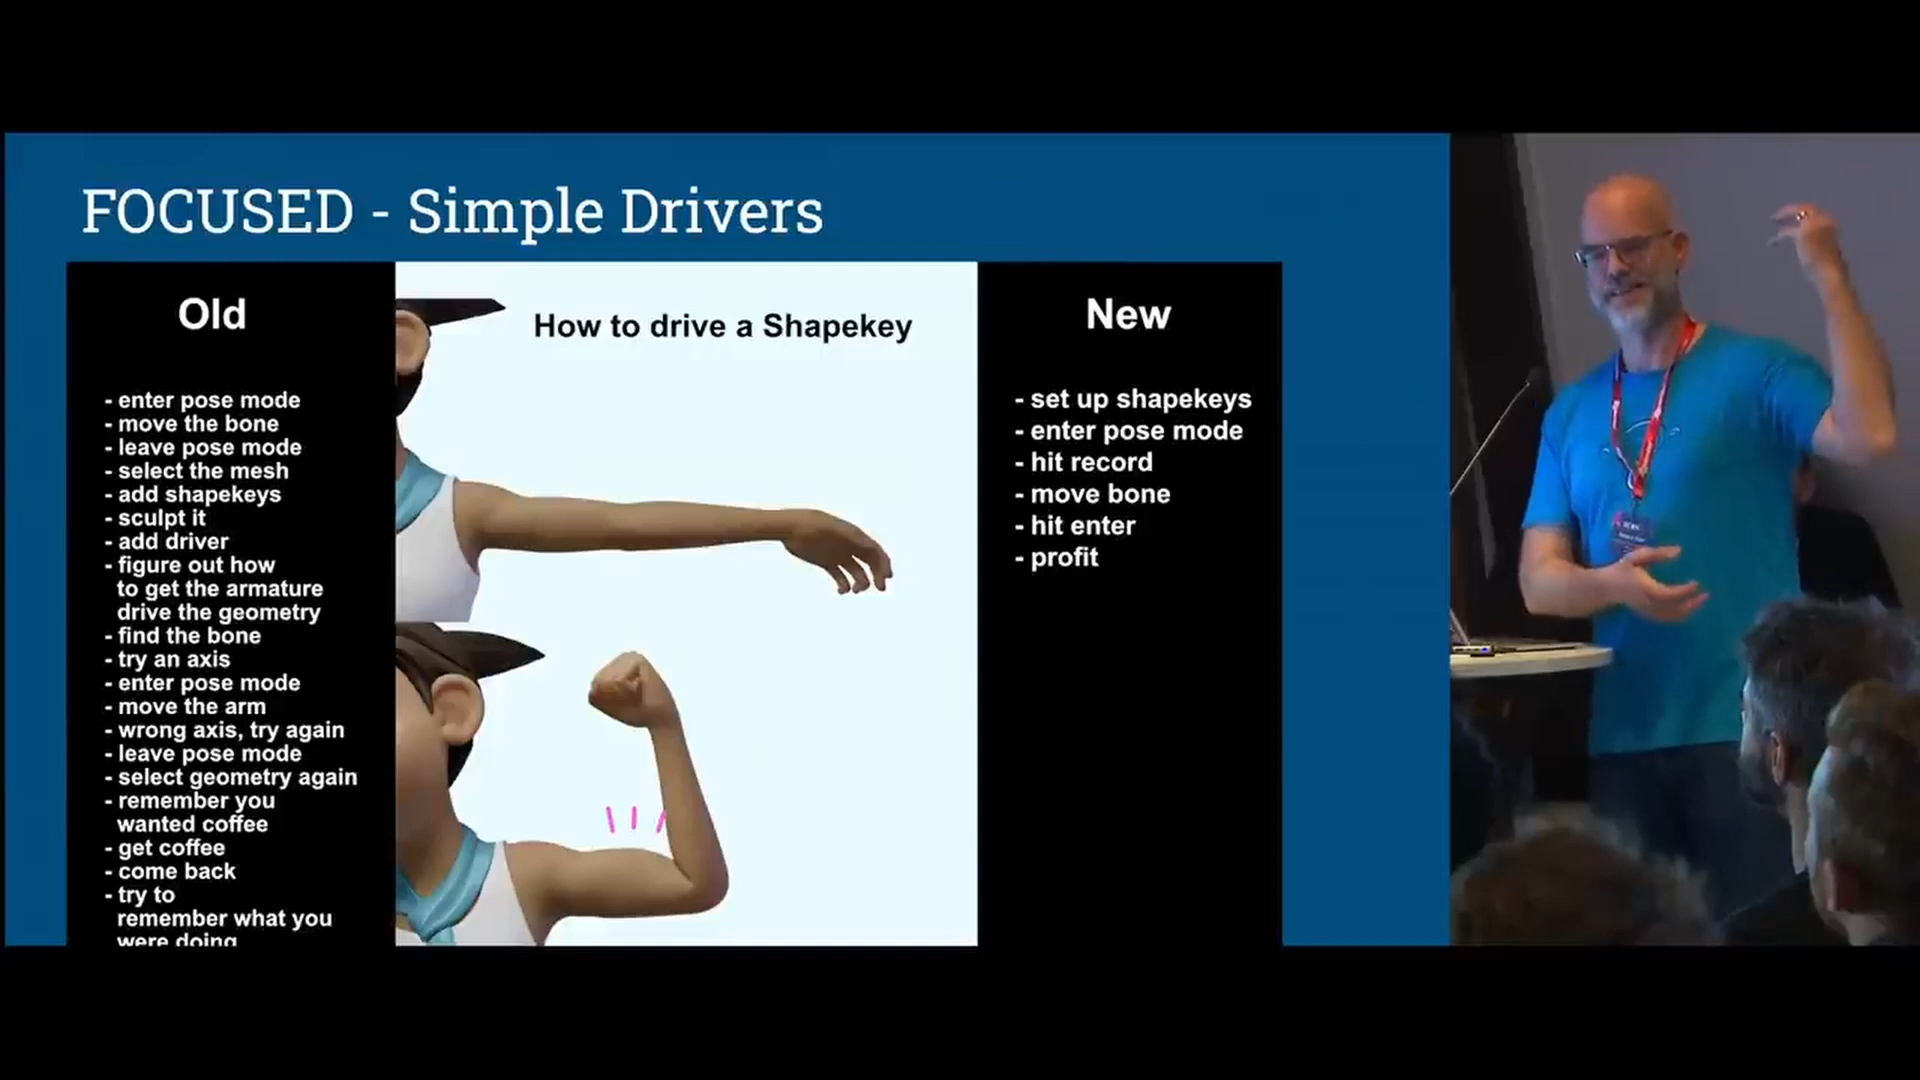 FOCUSED - Simple Drivers
Old
- enter pose mode
- move the bone
- leave pose mode
- select the mesh
- add shapekeys
- sculpt it
- add driver
- figure out how
to get the armature
drive the geometry
- find the bone
- try an axis
- enter pose mode
- move the arm
- wrong axis, try again
- leave pose mode
- select geometry again
- remember you
wanted coffee
- get coffee
- come back
- try to
remember what you
were doing
How to drive a Shapekey
New
- set up shapekeys
- enter pose mode
- hit record
- move bone
- hit enter
- profit